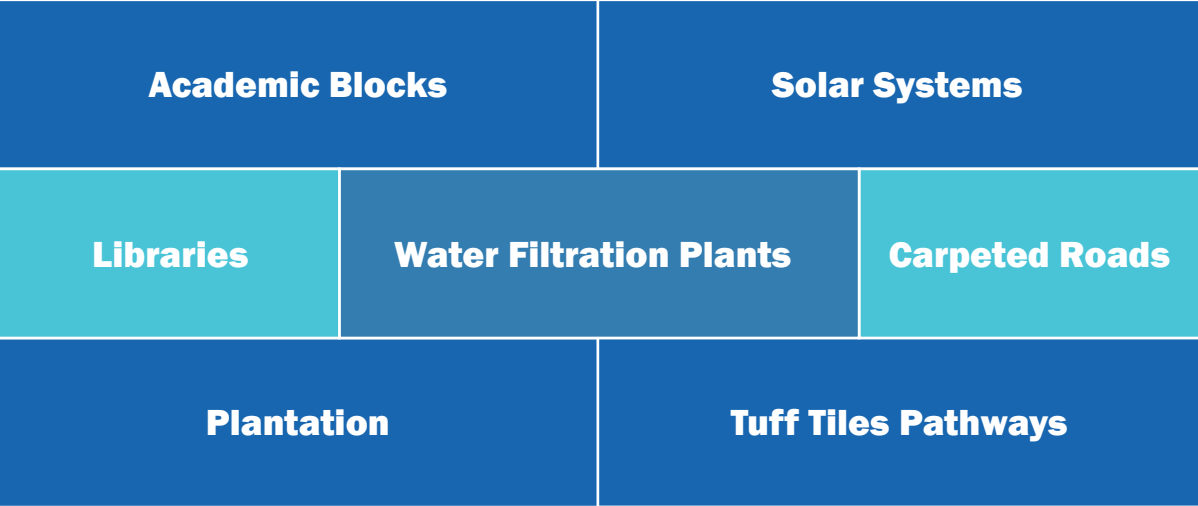 Academic Blocks
Solar Systems
Libraries
Water Filtration Plants
Carpeted Roads
Plantation
Tuff Tiles Pathways